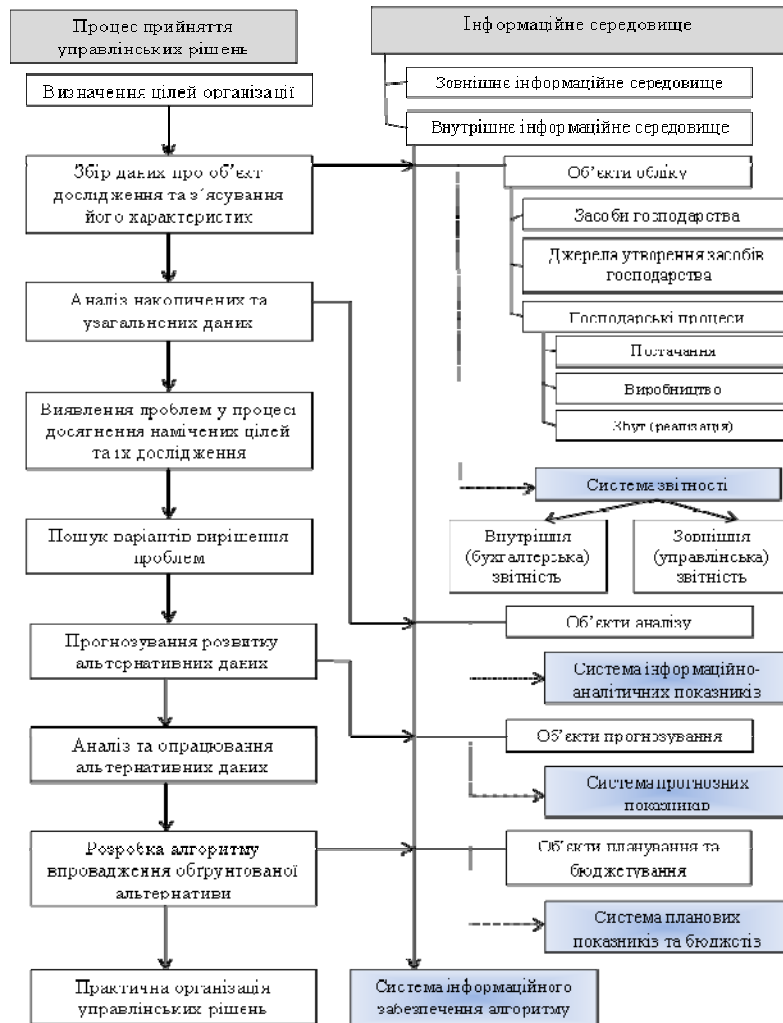 Процес прийняття
управлінських рішень
Визначення цілей організації
Збір даних про об’єкт
дослідження та з´ясування
його характеристик
Аналіз накопичених та
узагальнених даних
Виявлення проблем у процесі
досягнення намічених цілей
та їх дослідження
Пошук варіантів вирішення
проблем
Прогнозування розвитку
альтернативних даних
Аналіз та опрацювання
альтернативних даних
Розробка алгоритму
впровадження обґрунтованої
альтернативи
Практична організація
управлінських рішень
Інформаційне середовище
Зовнішнє інформаційне середовище
Внутрішнє інформаційне середовище
Об’єкти обліку
Засоби господарства
Джерела утворення засобів
господарства
Господарські процеси
Постачання
Виробництво
Збут (реалізація)
Система звітності
Внутрішня
(бухгалтерська)
звітність
Зовнішня
(управлінська)
звітність
Об’єкти аналізу
Система інформаційно-
аналітичних показників
Об’єкти прогнозування
Система прогнозних
показників
Об’єкти планування та
бюджетування
Система планових
показників та бюджетів
Система інформаційного
забезпечення алгоритму